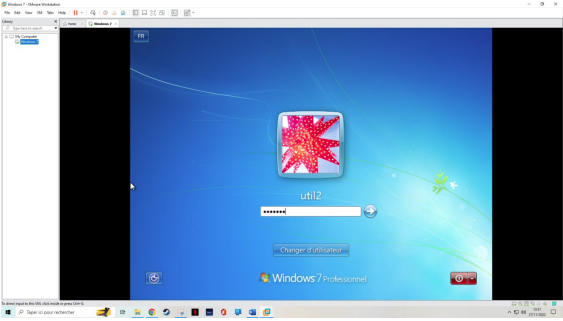 Windows 7 - VMware Workstation
File Edit View VM Tabs Help
Library
Type here to search
Home
Windows 7
My Computer
Windows 7
FR
util2
•••••••
Changer d'utilisateur
Windows 7 Professionnel
To direct input to this VM, click inside or press Ctrl+G.
Taper ici pour rechercher